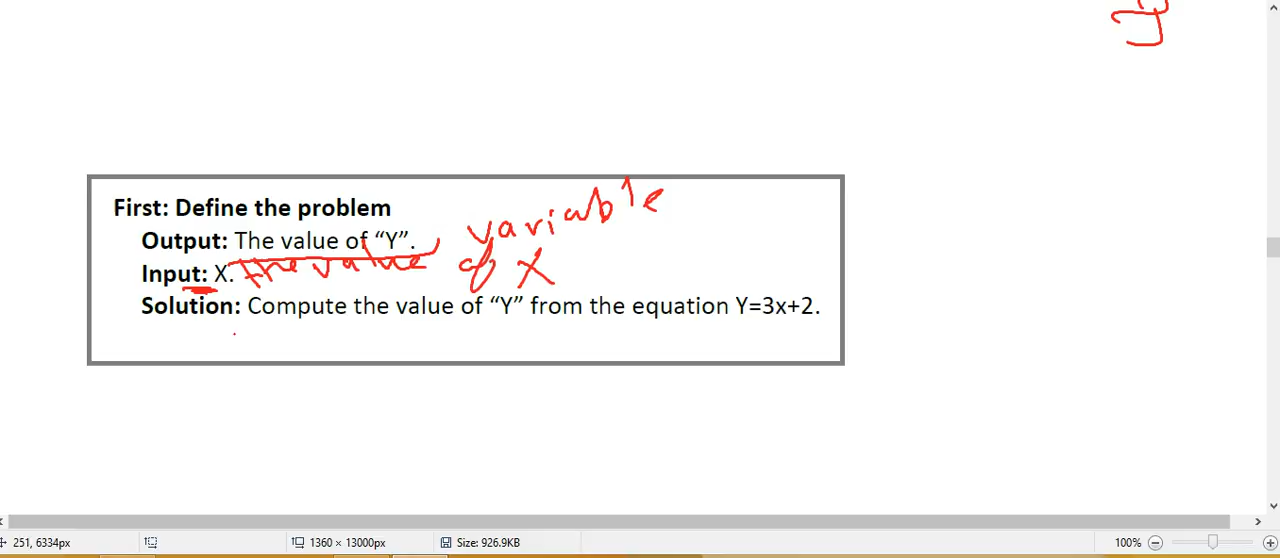 First: Define the problem
Output: The value of “Y”.
variable
Input: X. the value of X
Solution: Compute the value of “Y” from the equation Y=3x+2.
251, 6334px
1360 × 13000px
Size: 926.9KB
100%